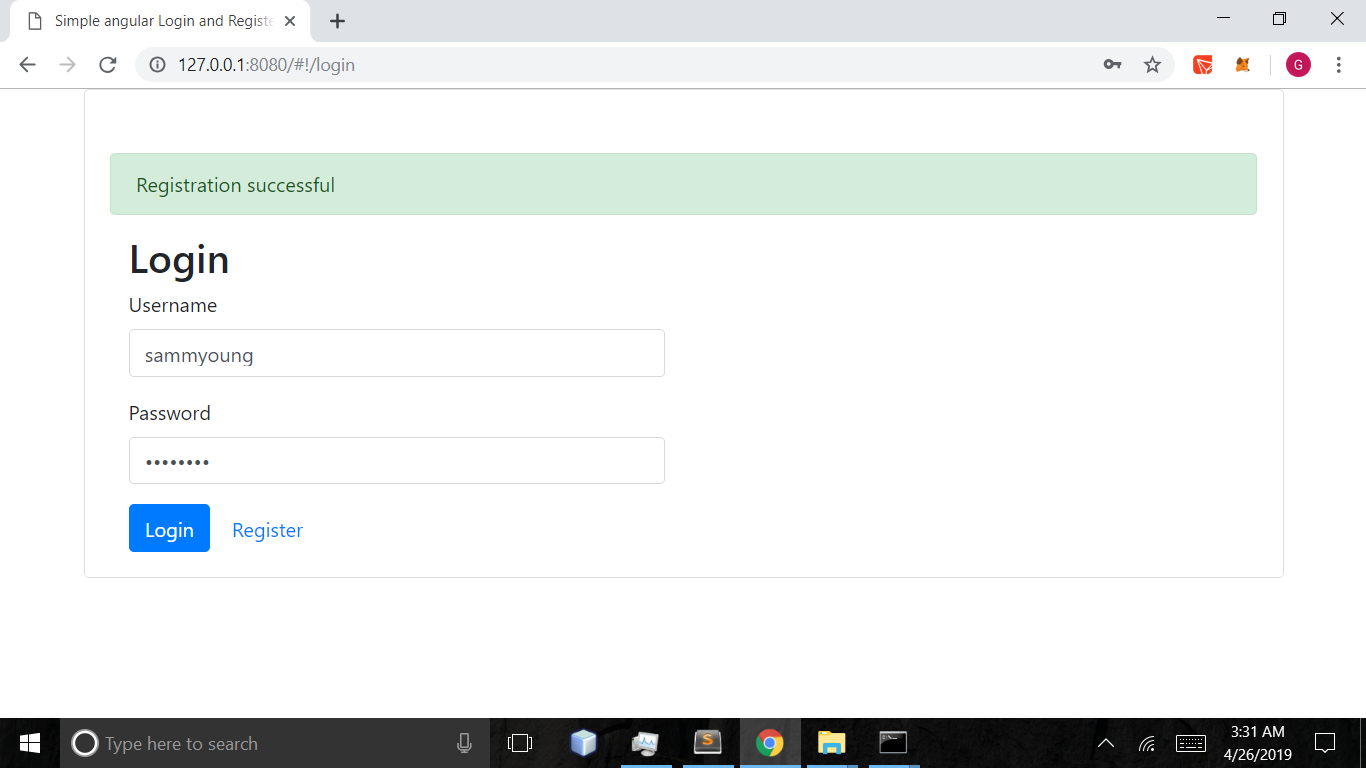 Simple angular Login and Registe
127.0.0.1:8080/#!/login
G
Registration successful
Login
Username
sammyoung
Password
••••••••
Login Register
S
Type here to search
3:31 AM
4/26/2019